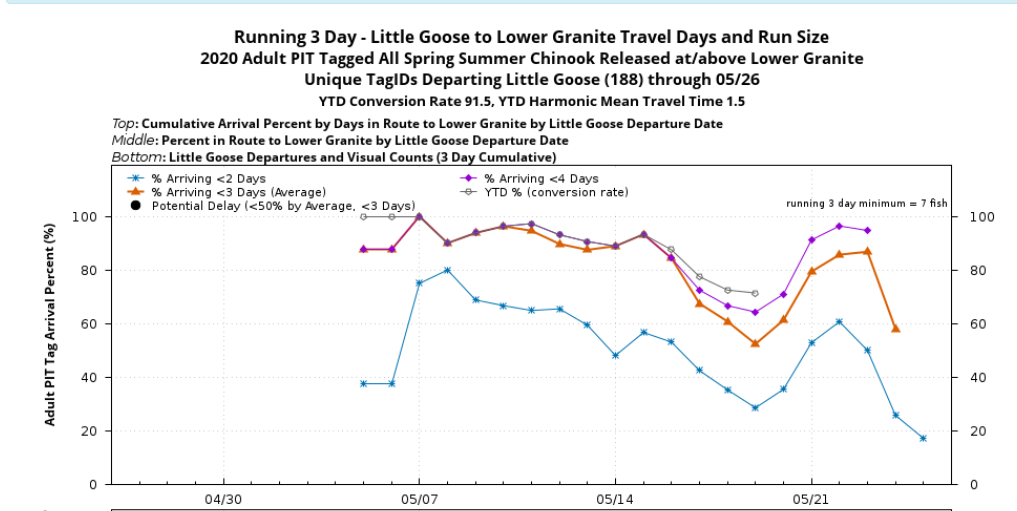 Running 3 Day - Little Goose to Lower Granite Travel Days and Run Size
2020 Adult PIT Tagged All Spring Summer Chinook Released at/above Lower Granite
Unique TagIDs Departing Little Goose (188) through 05/26
YTD Conversion Rate 91.5, YTD Harmonic Mean Travel Time 1.5
Top: Cumulative Arrival Percent by Days in Route to Lower Granite by Little Goose Departure Date
Middle: Percent in Route to Lower Granite by Little Goose Departure Date
Bottom: Little Goose Departures and Visual Counts (3 Day Cumulative)
% Arriving <2 Days
% Arriving <4 Days
% Arriving <3 Days (Average)
YTD % (conversion rate)
Potential Delay (<50% by Average, <3 Days)
running 3 day minimum = 7 fish
Adult PIT Tag Arrival Percent (%)
100 100
80 80
60 60
40 40
20 20
0 0
04/30 05/07 05/14 05/21